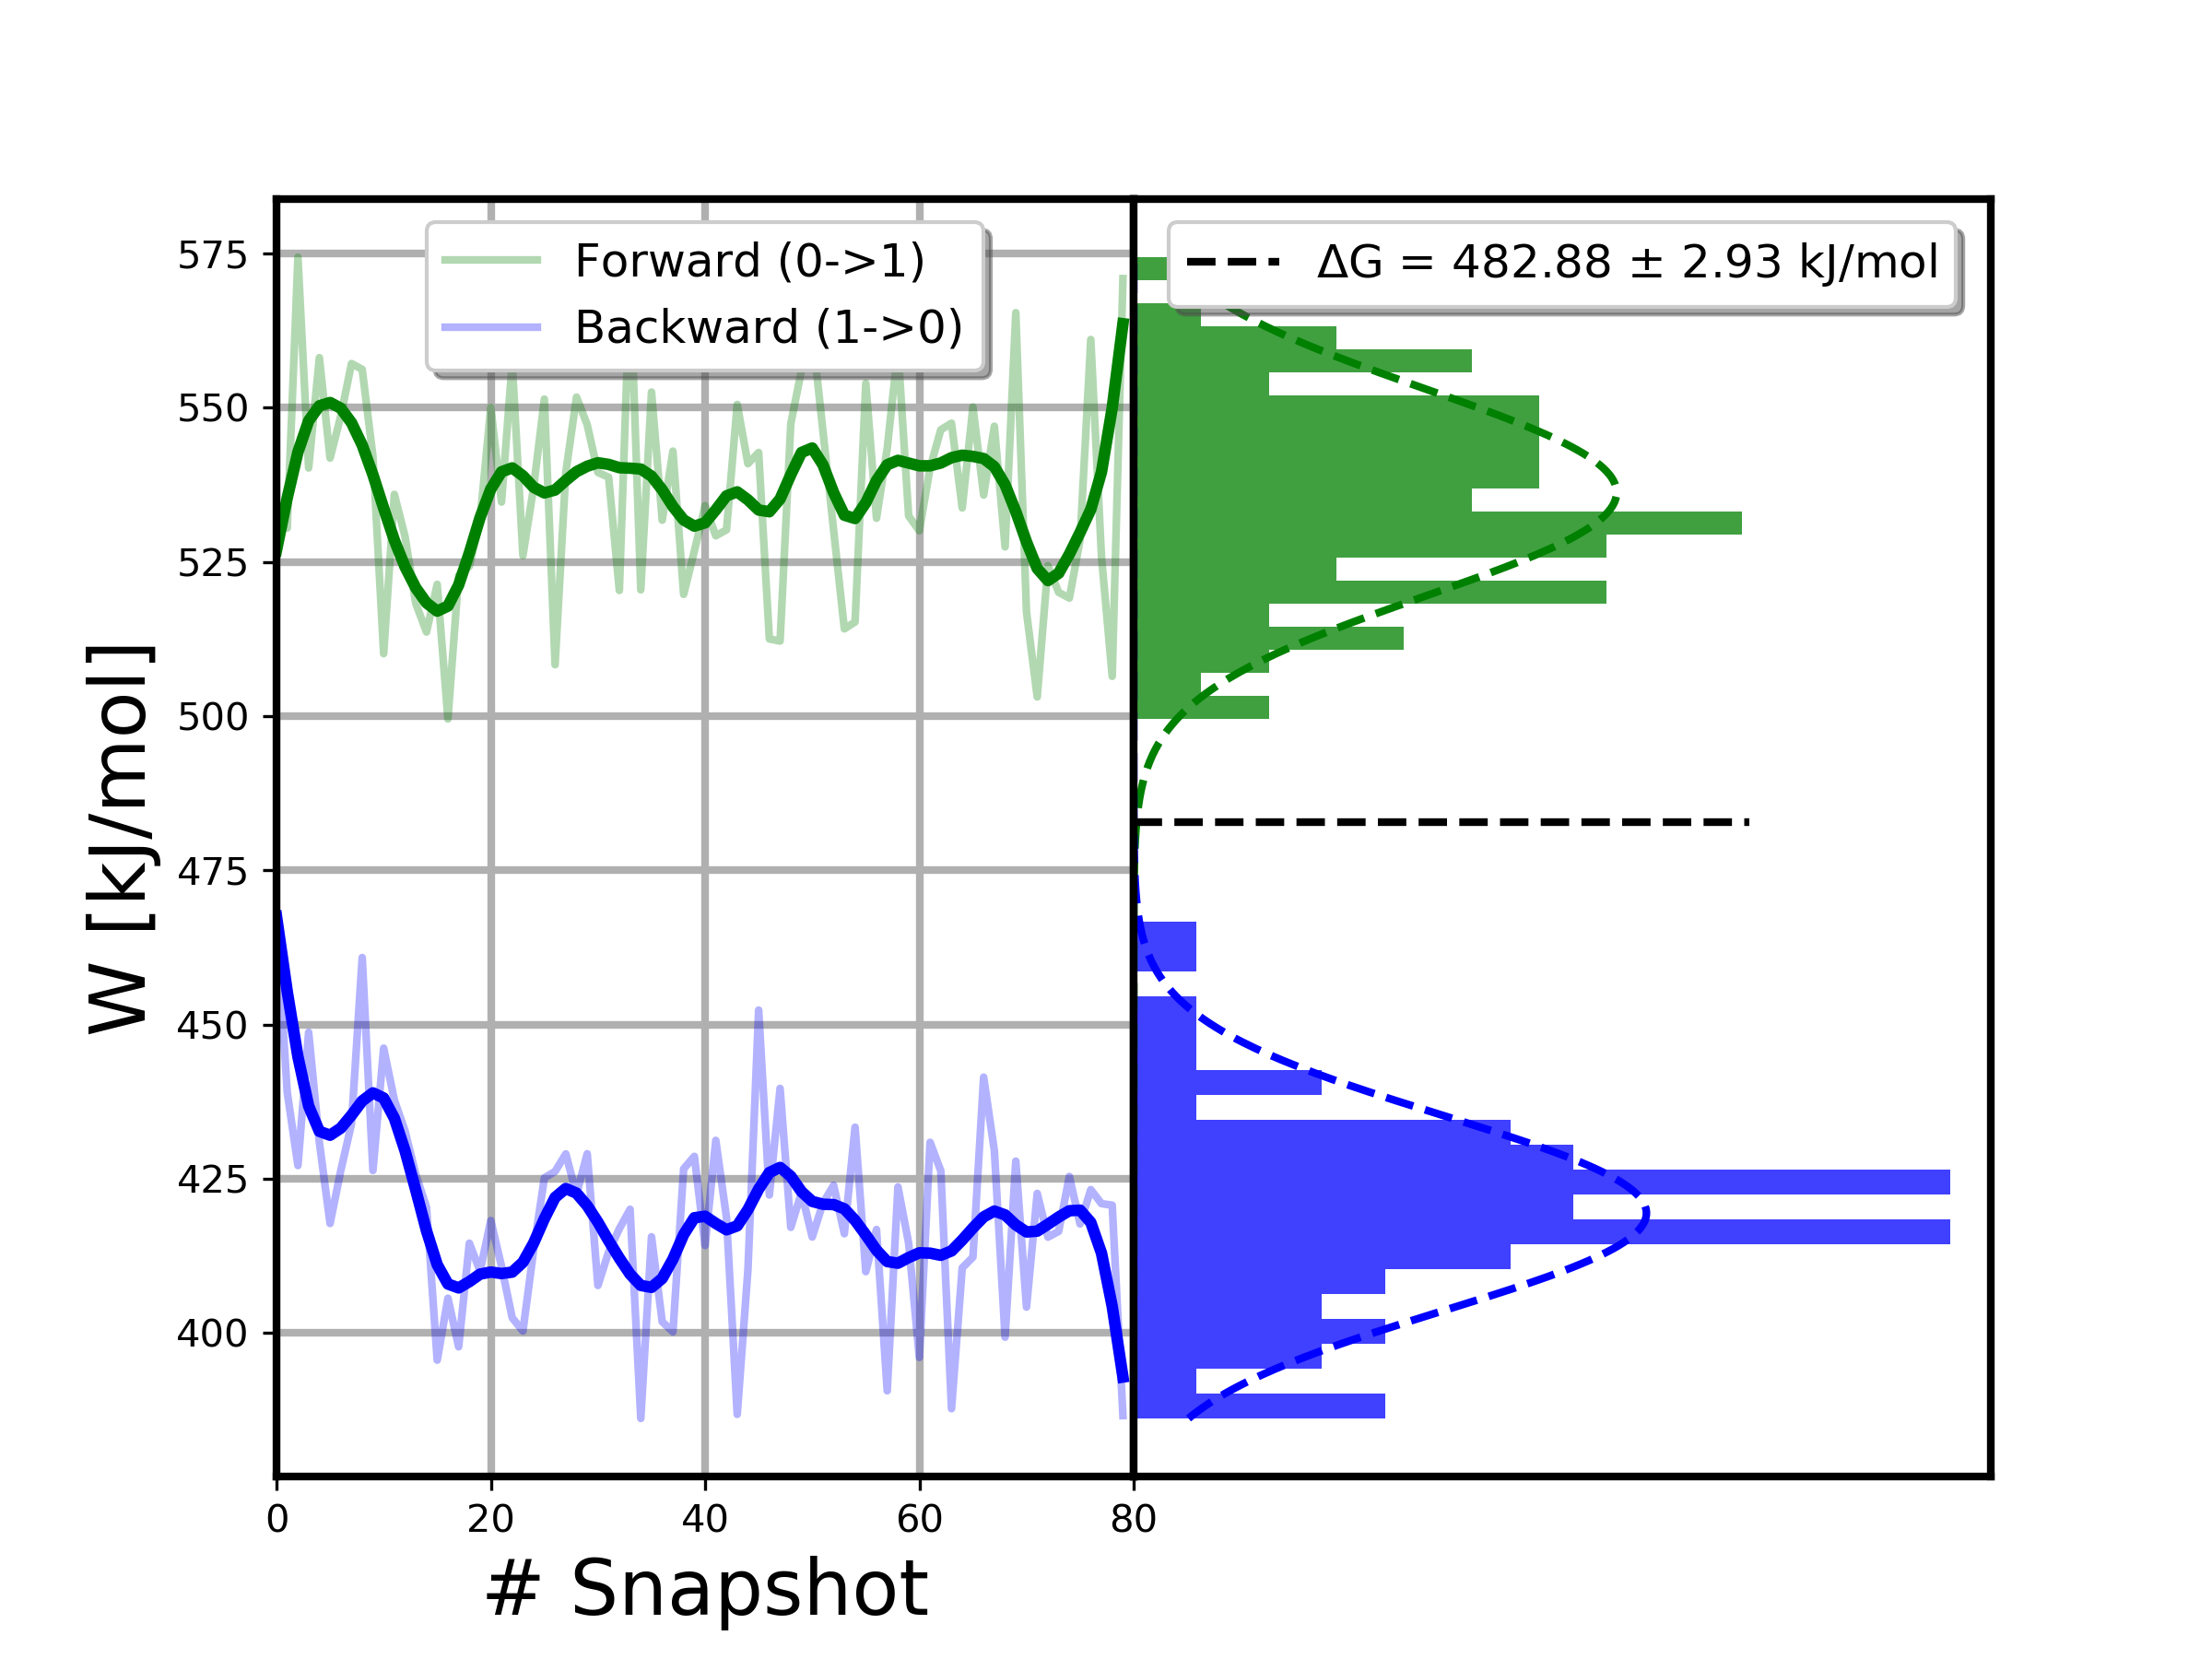 Forward (0->1)
Backward (1->0)
ΔG = 482.88 ± 2.93 kJ/mol
W [kJ/mol]
575
550
525
500
475
450
425
400
0 20 40 60 80
# Snapshot